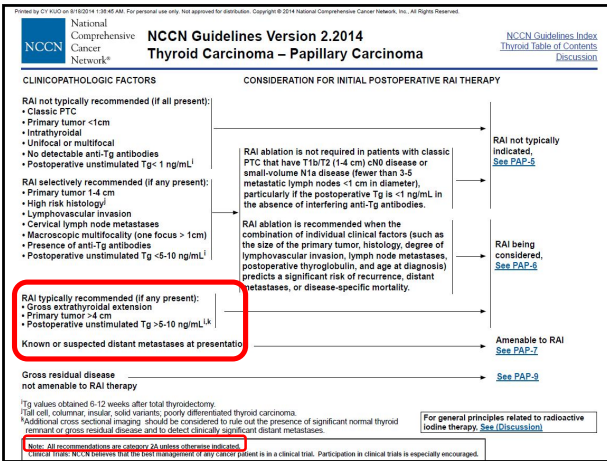 Printed by CY KUO on 8/18/2014 1:36:45 AM. For personal use only. Not approved for distribution. Copyright © 2014 National Comprehensive Cancer Network, Inc., All Rights Reserved.
NCCN
National
Comprehensive
Cancer
Network®
NCCN Guidelines Version 2.2014
Thyroid Carcinoma – Papillary Carcinoma
NCCN Guidelines Index
Thyroid Table of Contents
Discussion
CLINICOPATHOLOGIC FACTORS
CONSIDERATION FOR INITIAL POSTOPERATIVE RAI THERAPY
RAI not typically recommended (if all present):
• Classic PTC
• Primary tumor <1cm
• Intrathyroidal
• Unifocal or multifocal
• No detectable anti-Tg antibodies
• Postoperative unstimulated Tg< 1 ng/mLi
RAI not typically
indicated,
See PAP-5
RAI selectively recommended (if any present):
• Primary tumor 1-4 cm
• High risk histologyj
• Lymphovascular invasion
• Cervical lymph node metastases
• Macroscopic multifocality (one focus > 1cm)
• Presence of anti-Tg antibodies
• Postoperative unstimulated Tg <5-10 ng/mLi
RAI ablation is not required in patients with classic
PTC that have T1b/T2 (1-4 cm) cN0 disease or
small-volume N1a disease (fewer than 3-5
metastatic lymph nodes <1 cm in diameter),
particularly if the postoperative Tg is <1 ng/mL in
the absence of interfering anti-Tg antibodies.
RAI ablation is recommended when the
combination of individual clinical factors (such as
the size of the primary tumor, histology, degree of
lymphovascular invasion, lymph node metastases,
postoperative thyroglobulin, and age at diagnosis)
predicts a significant risk of recurrence, distant
metastases, or disease-specific mortality.
RAI being
considered,
See PAP-6
RAI typically recommended (if any present):
• Gross extrathyroidal extension
• Primary tumor >4 cm
• Postoperative unstimulated Tg >5-10 ng/mLi,k
Known or suspected distant metastases at presentation
Amenable to RAI
See PAP-7
Gross residual disease
not amenable to RAI therapy
See PAP-9
iTg values obtained 6-12 weeks after total thyroidectomy.
jTall cell, columnar, insular, solid variants; poorly differentiated thyroid carcinoma.
kAdditional cross sectional imaging should be considered to rule out the presence of significant normal thyroid
remnant or gross residual disease and to detect clinically significant distant metastases.
For general principles related to radioactive
iodine therapy. See (Discussion)
Note: All recommendations are category 2A unless otherwise indicated.
Clinical Trials: NCCN believes that the best management of any cancer patient is in a clinical trial. Participation in clinical trials is especially encouraged.